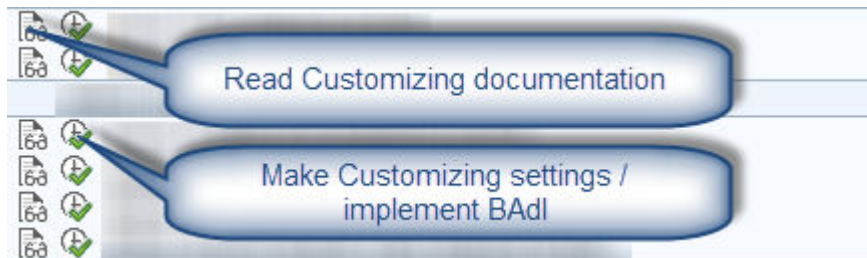 Read Customizing documentation
Make Customizing settings /
implement BAdI